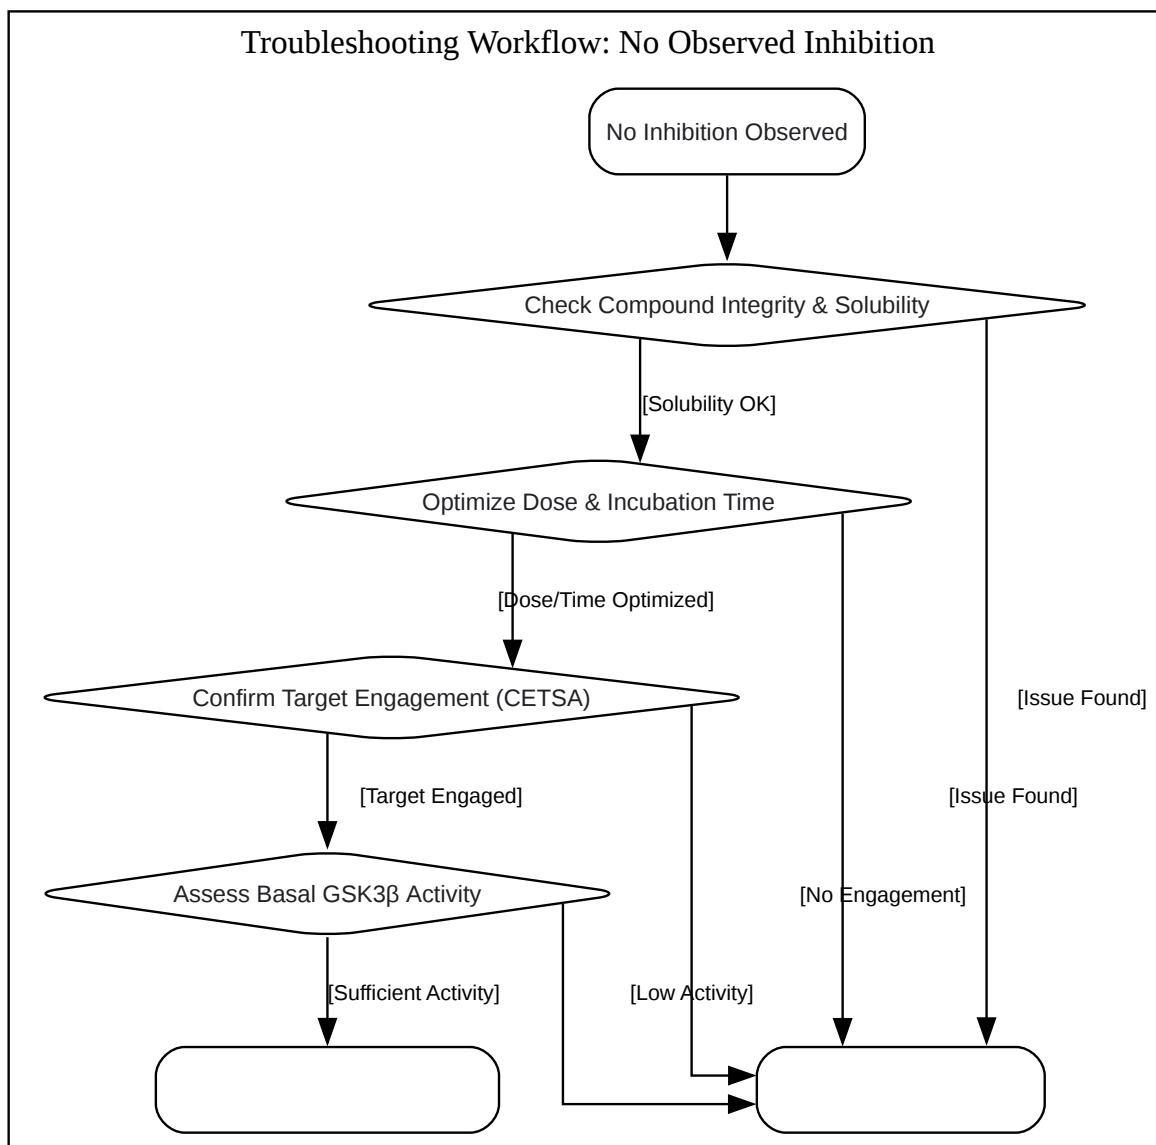 Troubleshooting Workflow: No Observed Inhibition
No Inhibition Observed
Check Compound Integrity & Solubility
[Solubility OK]
Optimize Dose & Incubation Time
[Dose/Time Optimized]
Confirm Target Engagement (CETSA)
[Issue Found]
[Target Engaged]
[Issue Found]
Assess Basal GSK3β Activity
[No Engagement]
[Sufficient Activity]
[Low Activity]